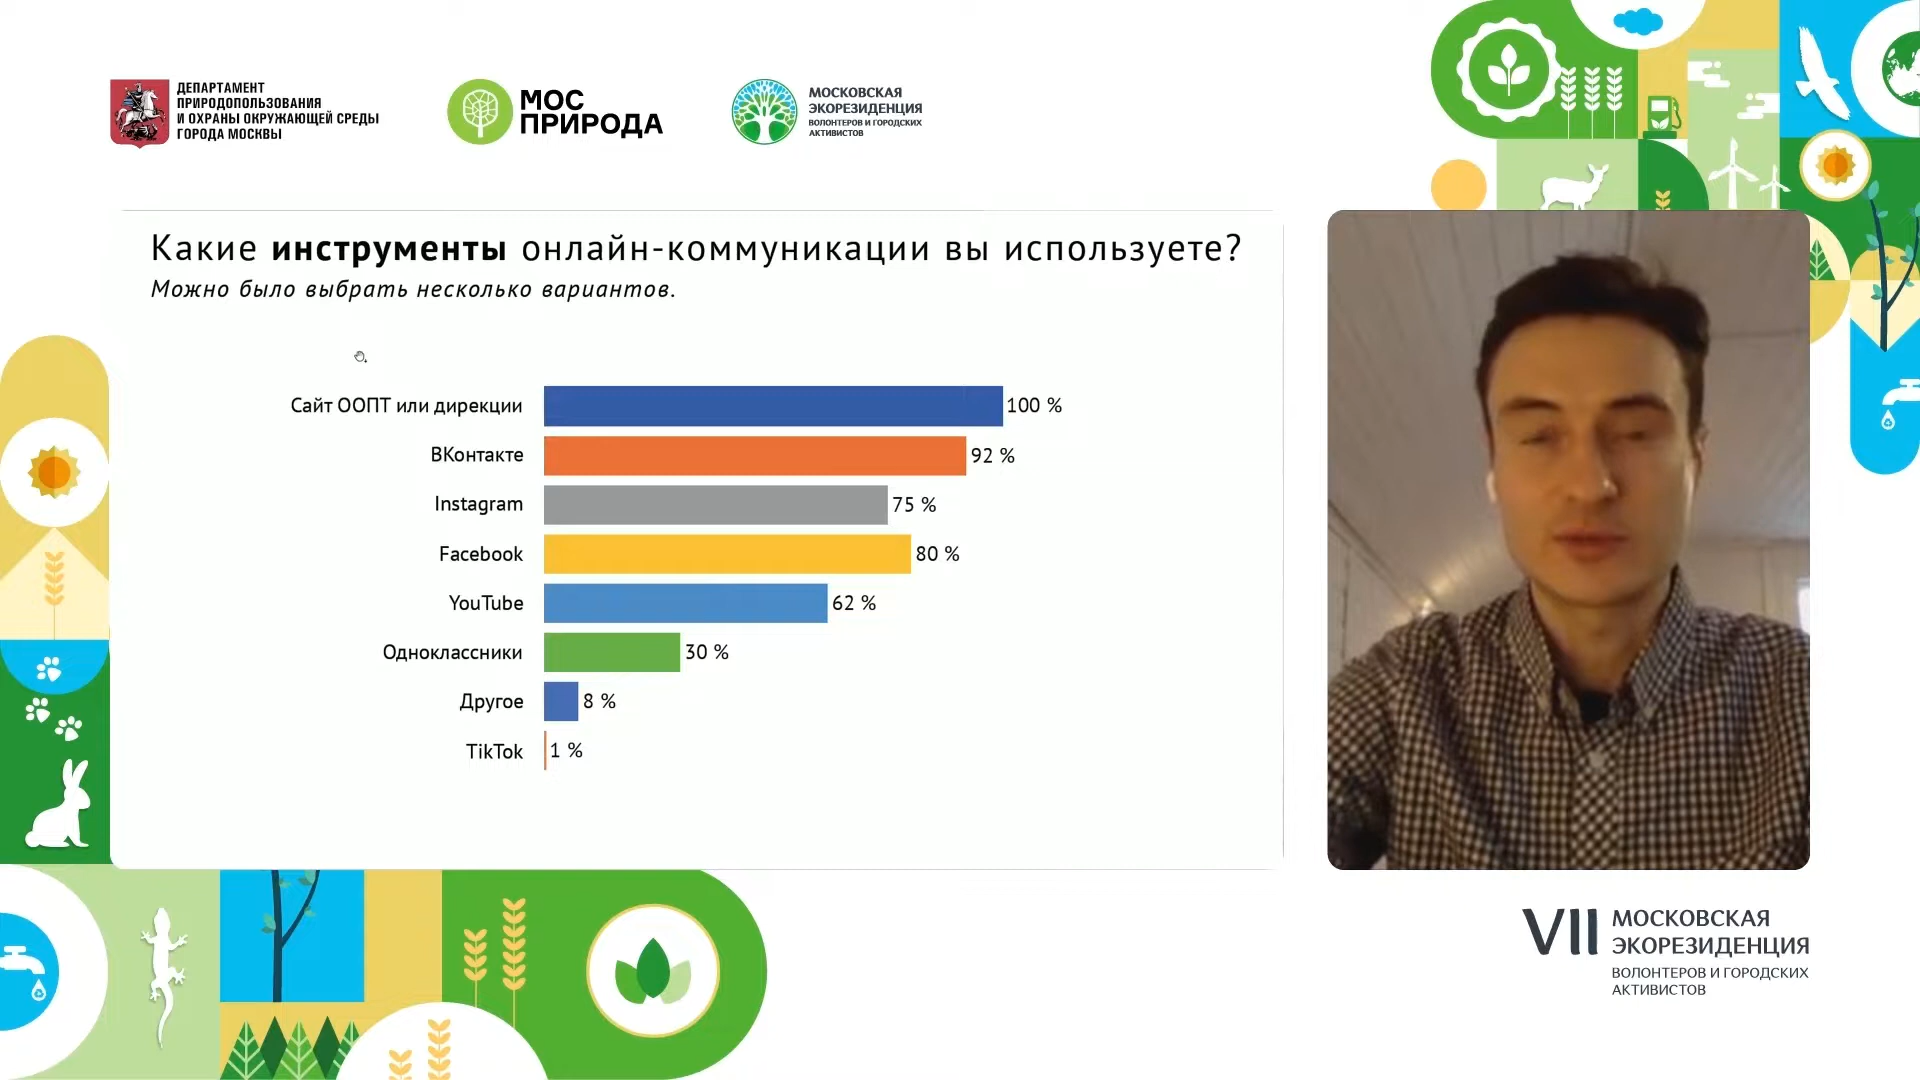 ДЕПАРТАМЕНТ
ПРИРОДОПОЛЬЗОВАНИЯ
И ОХРАНЫ ОКРУЖАЮЩЕЙ СРЕДЫ
ГОРОДА МОСКВЫ
МОС
ПРИРОДА
МОСКОВСКАЯ
ЭКОРЕЗИДЕНЦИЯ
ВОЛОНТЕРОВ И ГОРОДСКИХ
АКТИВИСТОВ
Какие инструменты онлайн-коммуникации вы используете?
Можно было выбрать несколько вариантов.
Сайт ООПТ или дирекции 100 %
ВКонтакте 92 %
Instagram 75 %
Facebook 80 %
YouTube 62 %
Одноклассники 30 %
Другое 8 %
TikTok 1 %
VII МОСКОВСКАЯ
ЭКОРЕЗИДЕНЦИЯ
ВОЛОНТЕРОВ И ГОРОДСКИХ
АКТИВИСТОВ